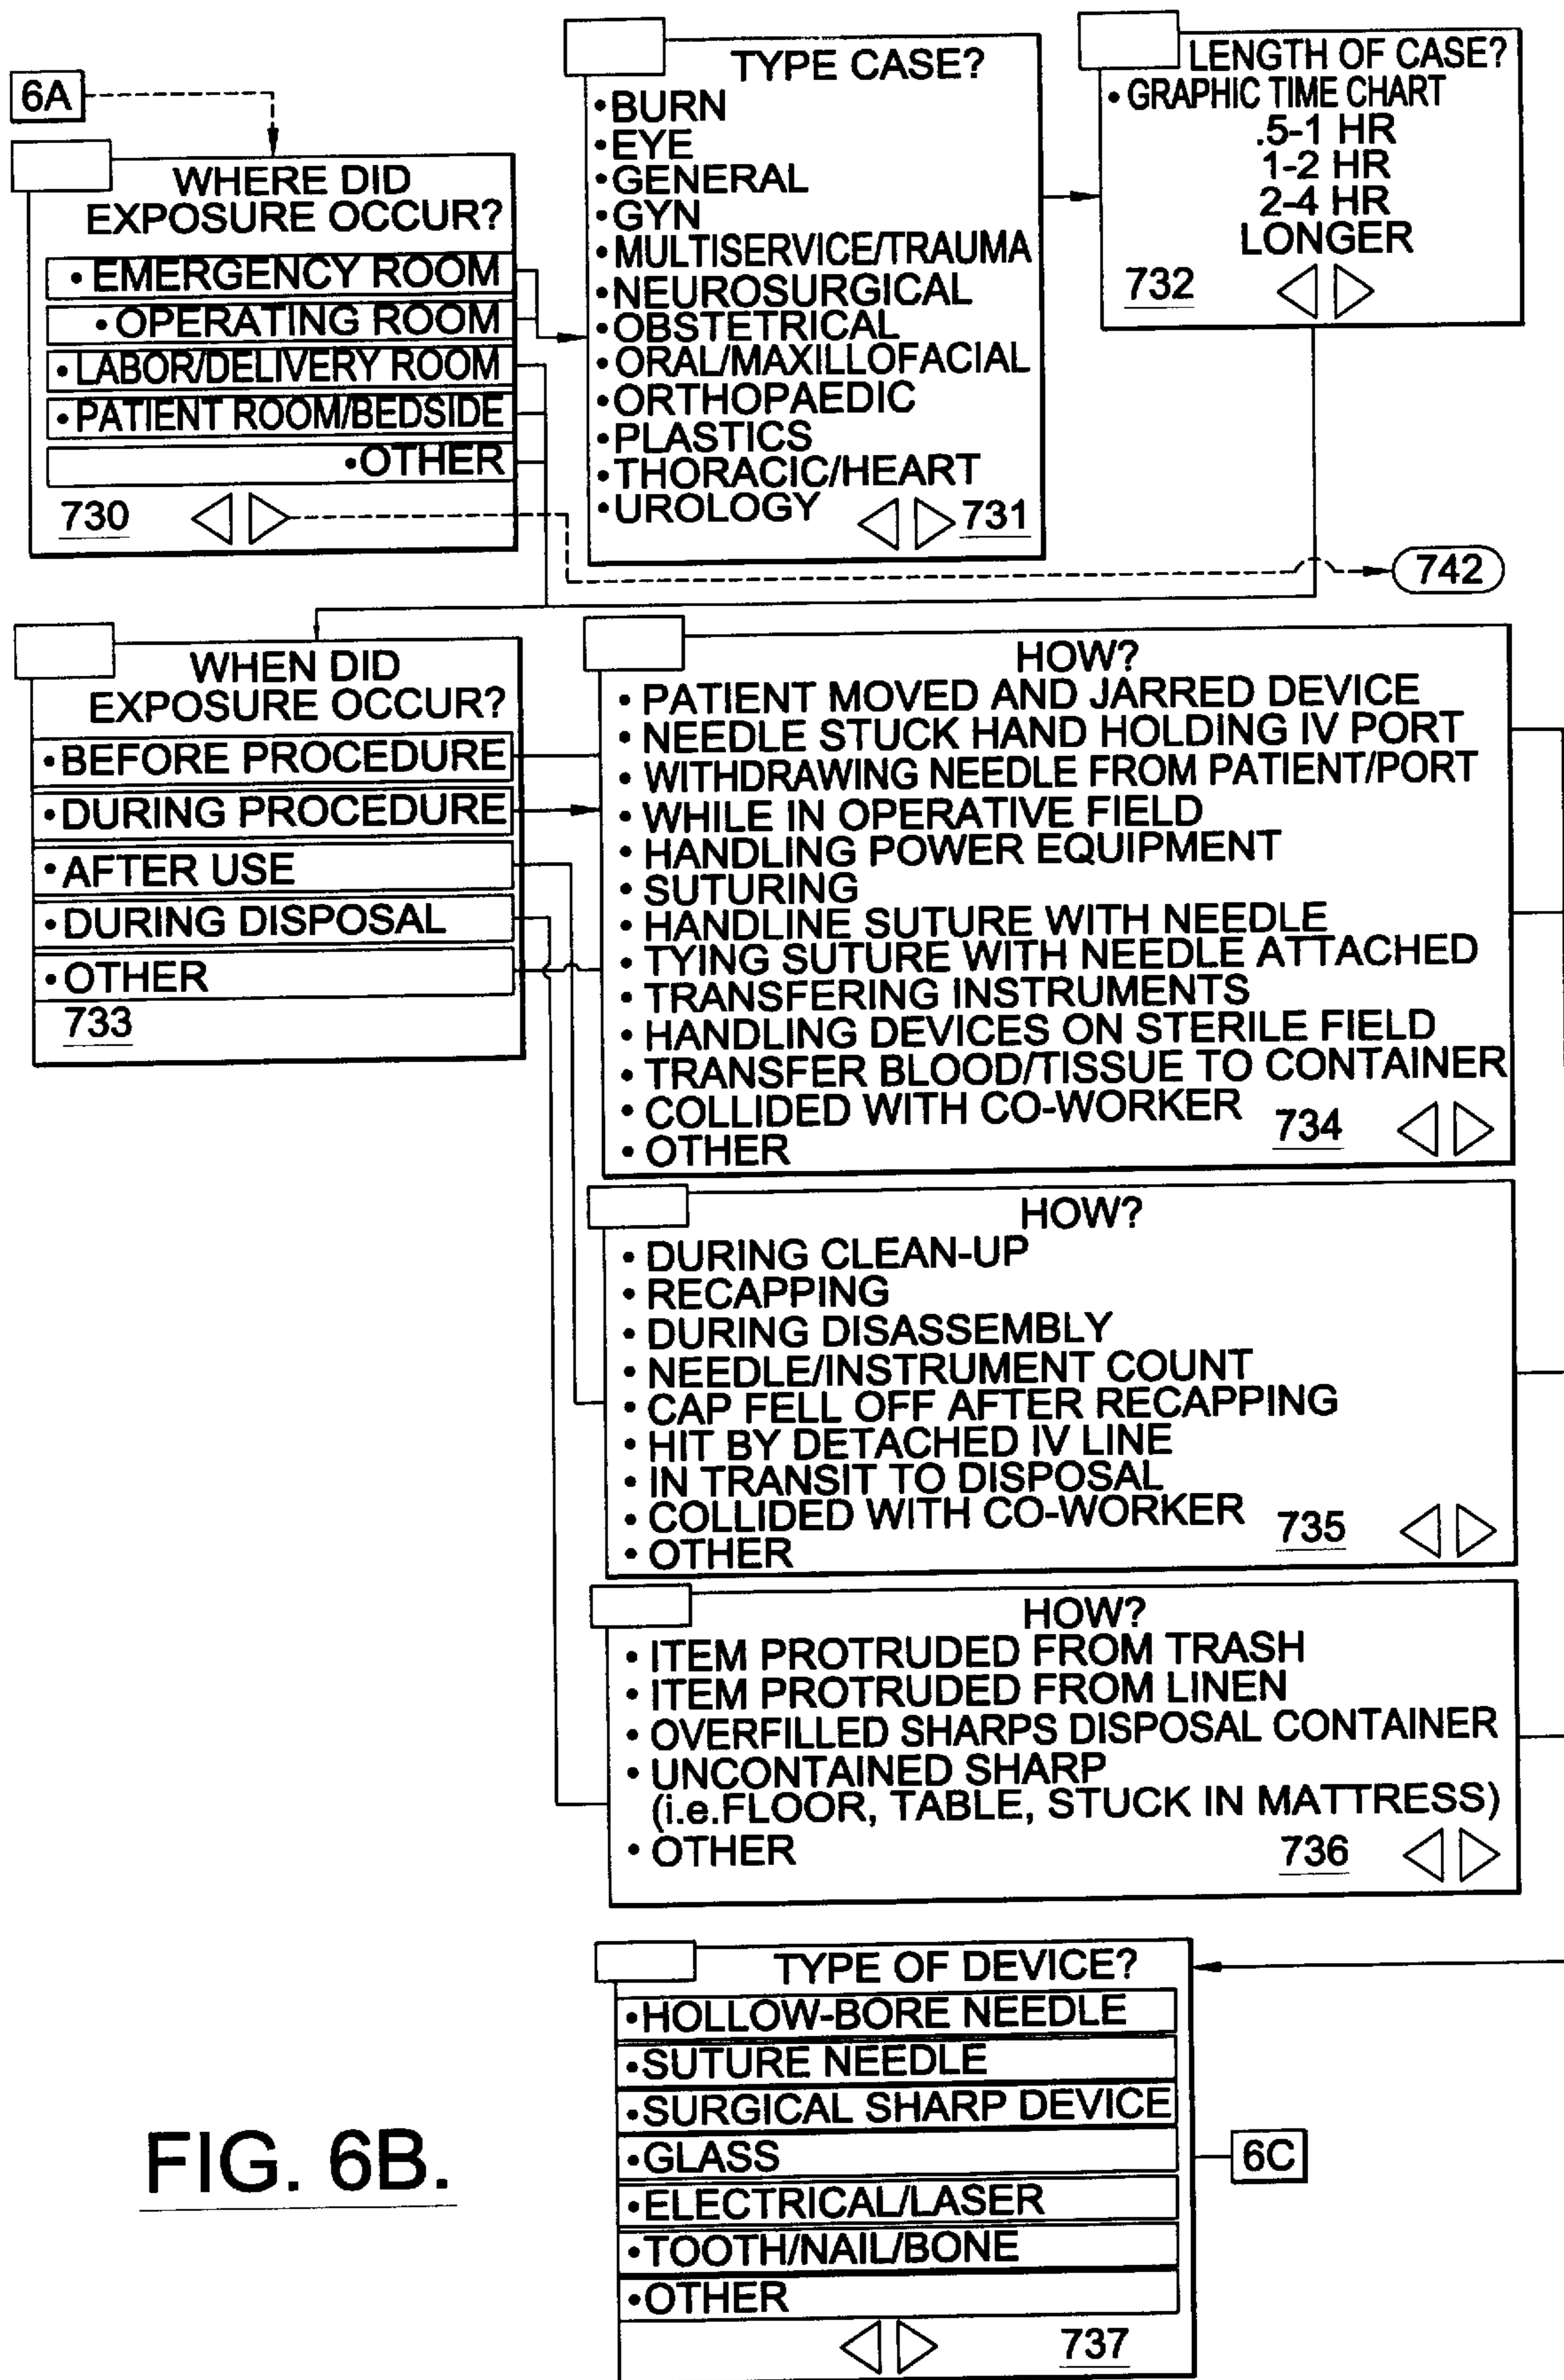 6A
WHERE DID
EXPOSURE OCCUR?
• EMERGENCY ROOM
• OPERATING ROOM
• LABOR/DELIVERY ROOM
• PATIENT ROOM/BEDSIDE
• OTHER
730
TYPE CASE?
• BURN
• EYE
• GENERAL
• GYN
• MULTISERVICE/TRAUMA
• NEUROSURGICAL
• OBSTETRICAL
• ORAL/MAXILLOFACIAL
• ORTHOPAEDIC
• PLASTICS
• THORACIC/HEART
• UROLOGY
731
LENGTH OF CASE?
• GRAPHIC TIME CHART
.5-1 HR
1-2 HR
2-4 HR
LONGER
732
742
WHEN DID
EXPOSURE OCCUR?
• BEFORE PROCEDURE
• DURING PROCEDURE
• AFTER USE
• DURING DISPOSAL
• OTHER
733
HOW?
• PATIENT MOVED AND JARRED DEVICE
• NEEDLE STUCK HAND HOLDING IV PORT
• WITHDRAWING NEEDLE FROM PATIENT/PORT
• WHILE IN OPERATIVE FIELD
• HANDLING POWER EQUIPMENT
• SUTURING
• HANDLINE SUTURE WITH NEEDLE
• TYING SUTURE WITH NEEDLE ATTACHED
• TRANSFERING INSTRUMENTS
• HANDLING DEVICES ON STERILE FIELD
• TRANSFER BLOOD/TISSUE TO CONTAINER
• COLLIDED WITH CO-WORKER
• OTHER
734
HOW?
• DURING CLEAN-UP
• RECAPPING
• DURING DISASSEMBLY
• NEEDLE/INSTRUMENT COUNT
• CAP FELL OFF AFTER RECAPPING
• HIT BY DETACHED IV LINE
• IN TRANSIT TO DISPOSAL
• COLLIDED WITH CO-WORKER
• OTHER
735
HOW?
• ITEM PROTRUDED FROM TRASH
• ITEM PROTRUDED FROM LINEN
• OVERFILLED SHARPS DISPOSAL CONTAINER
• UNCONTAINED SHARP
(i.e.FLOOR, TABLE, STUCK IN MATTRESS)
• OTHER
736
TYPE OF DEVICE?
• HOLLOW-BORE NEEDLE
• SUTURE NEEDLE
• SURGICAL SHARP DEVICE
• GLASS
• ELECTRICAL/LASER
• TOOTH/NAIL/BONE
• OTHER
737
6C
FIG. 6B.